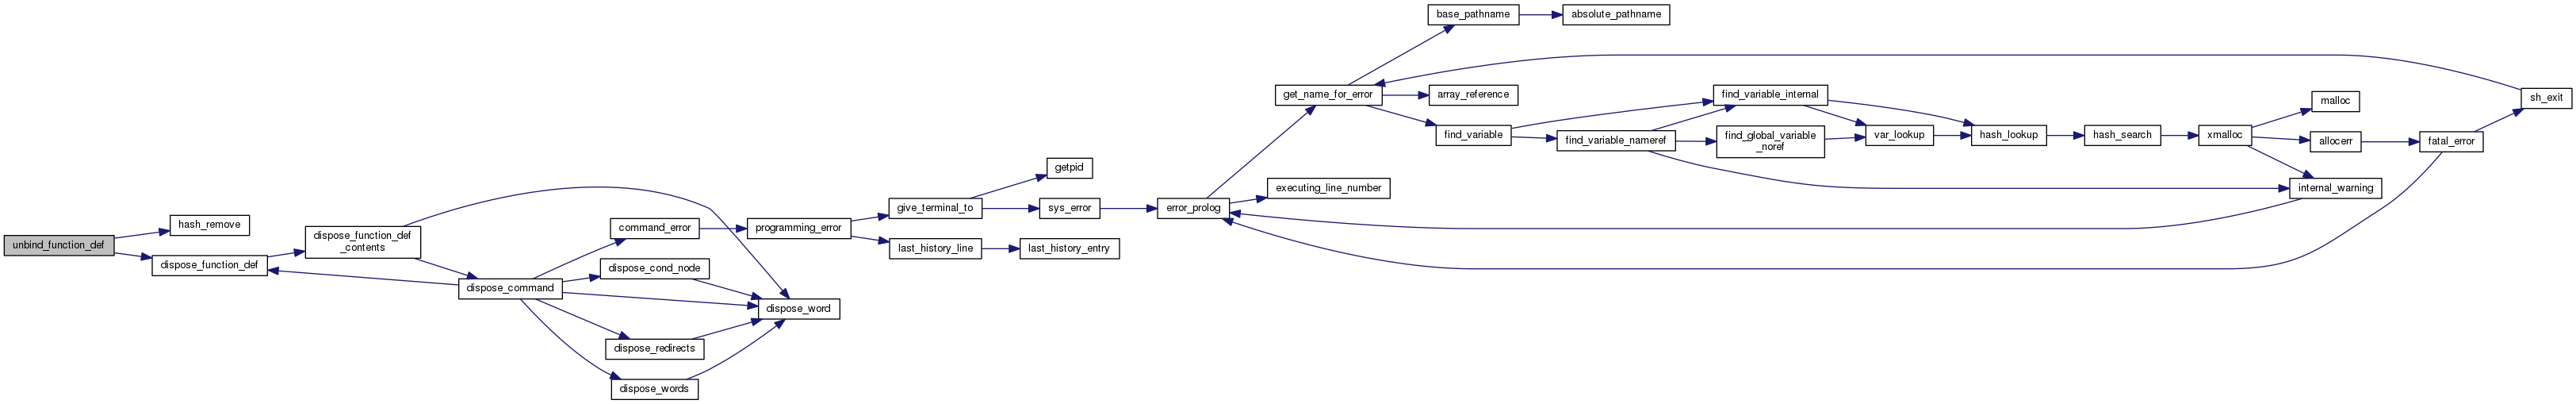 unbind_function_def
hash_remove
dispose_function_def
dispose_function_def
_contents
dispose_command
command_error
dispose_cond_node
dispose_redirects
dispose_words
dispose_word
programming_error
give_terminal_to
last_history_line
getpid
sys_error
last_history_entry
error_prolog
get_name_for_error
executing_line_number
base_pathname
array_reference
find_variable
absolute_pathname
find_variable_nameref
find_variable_internal
find_global_variable
_noref
var_lookup
hash_lookup
hash_search
xmalloc
malloc
allocerr
internal_warning
fatal_error
sh_exit